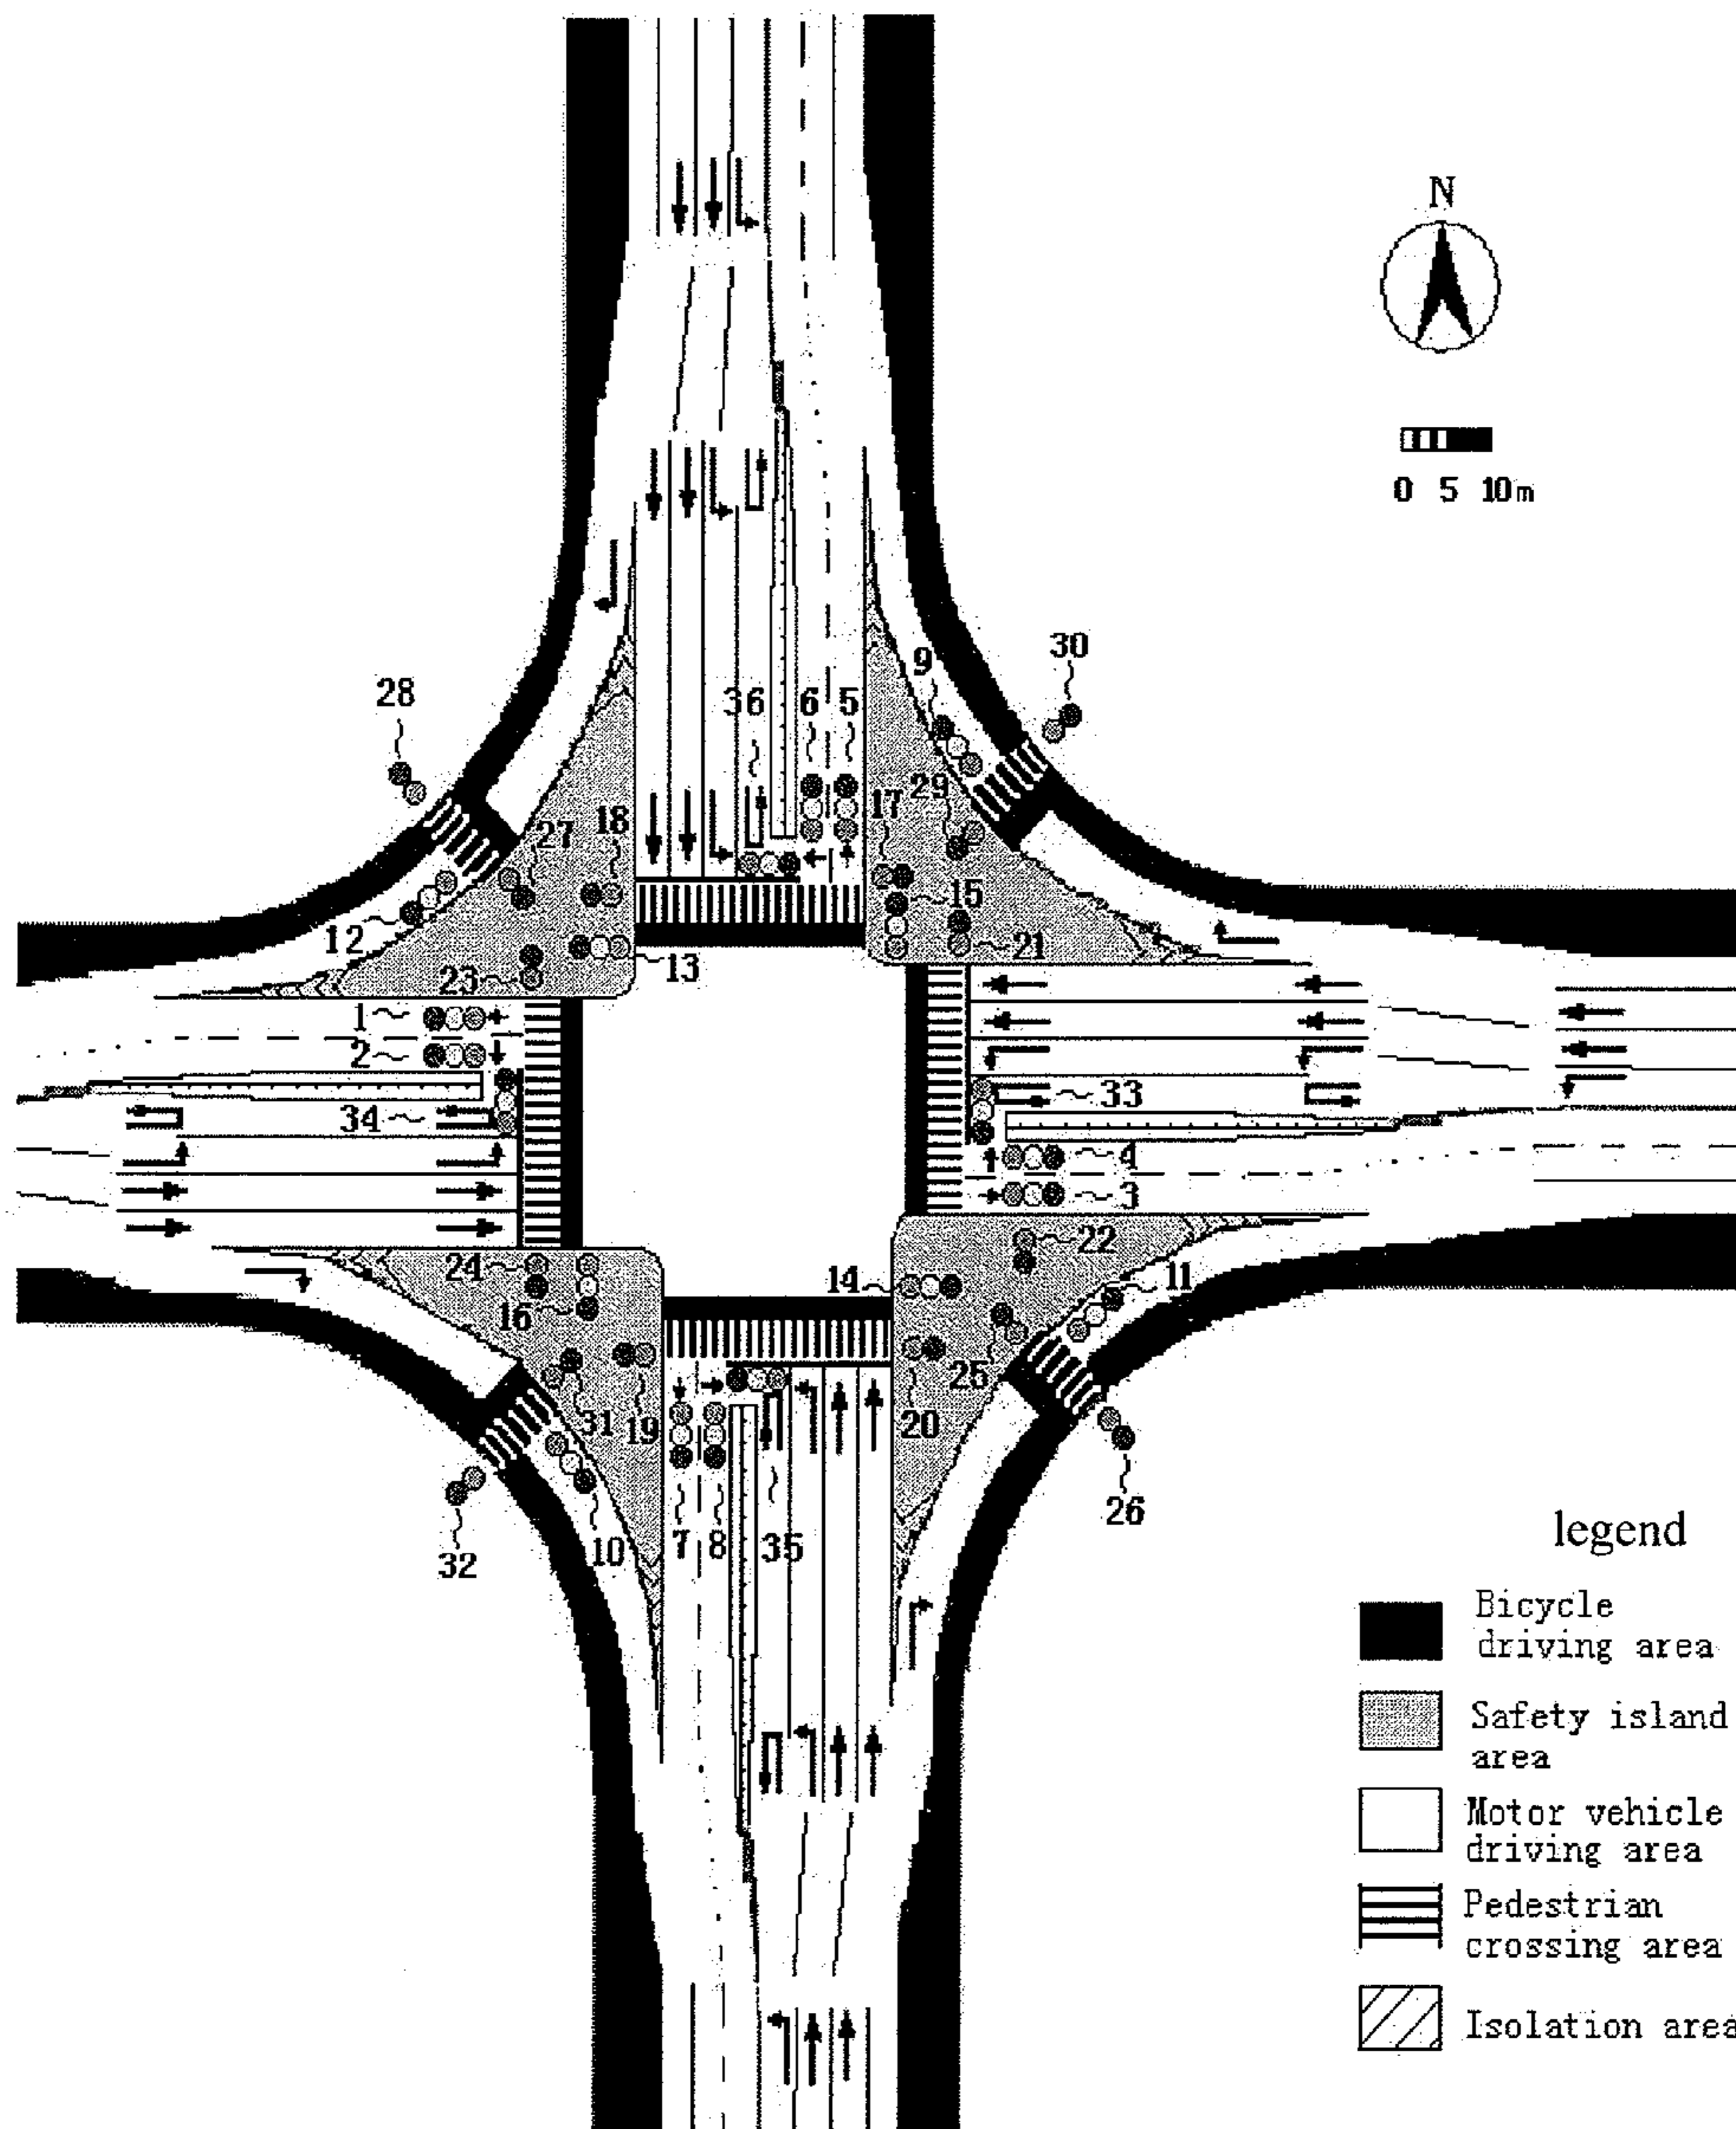 N
0 5 10m
30
9
28
36 6 5
29
17
27 18
15
12
21
23
13
1
2
33
34
4
3
22
24
14
11
16
25
31 19
20
26
7 8 35
10
32
legend
Bicycle
driving area
Safety island
area
Motor vehicle
driving area
Pedestrian
crossing area
Isolation area